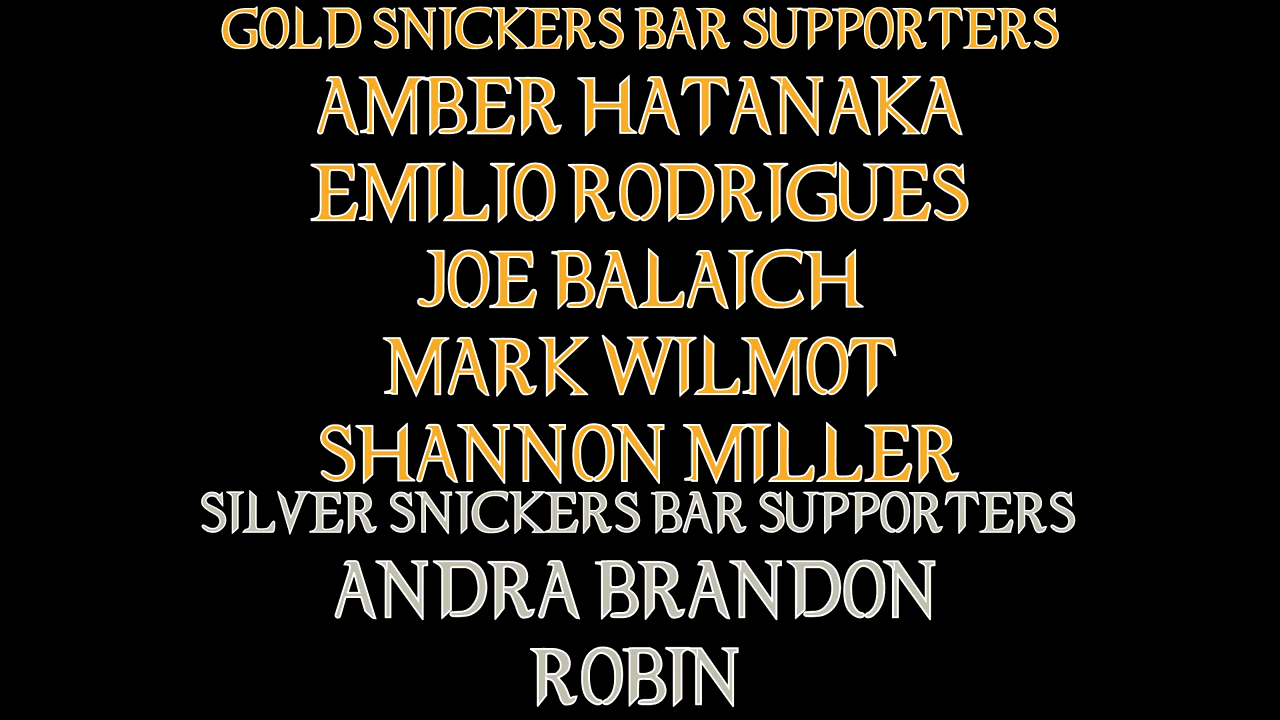 GOLD SNICKERS BAR SUPPORTERS
AMBER HATANAKA
EMILIO RODRIGUES
JOE BALAICH
MARK WILMOT
SHANNON MILLER
SILVER SNICKERS BAR SUPPORTERS
ANDRA BRANDON
ROBIN